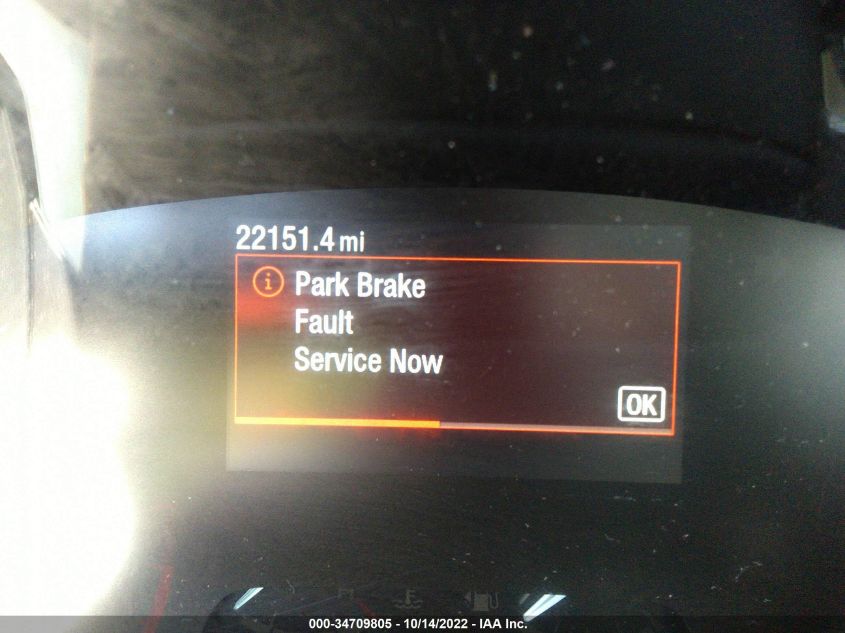 22151.4 mi
Park Brake
Fault
Service Now
OK
000-34709805 - 10/14/2022 - IAA Inc.